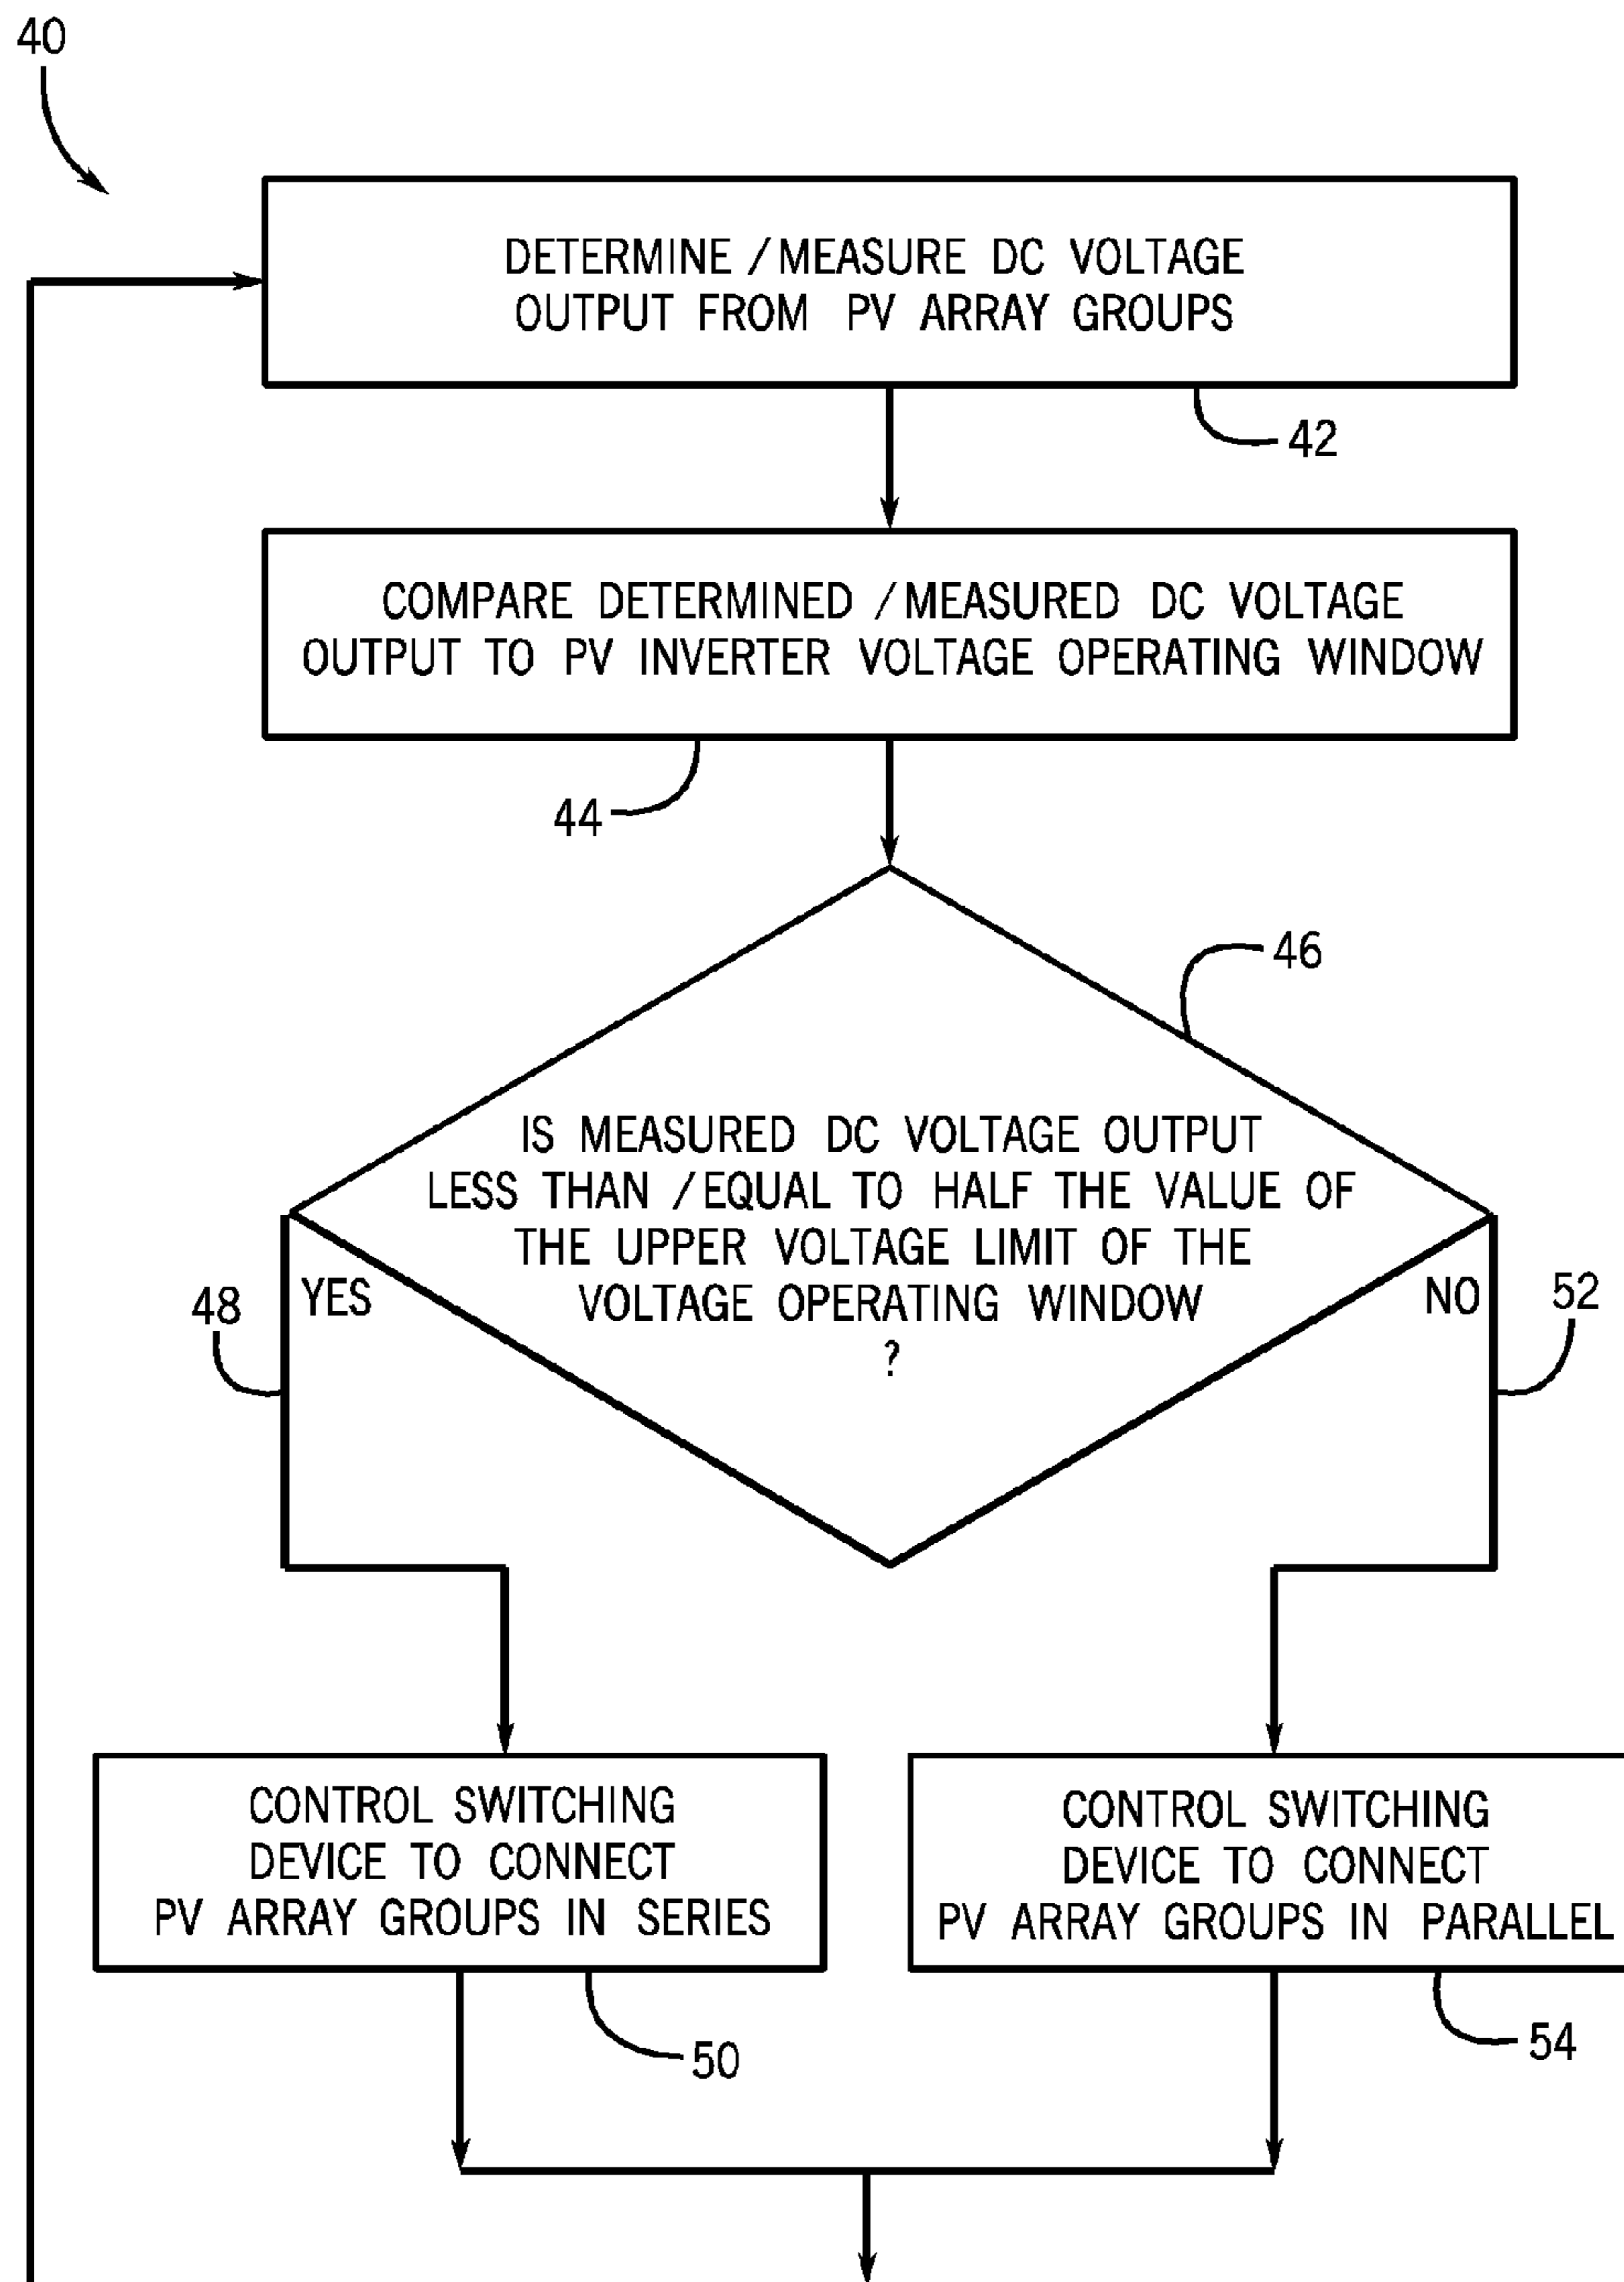 40
DETERMINE / MEASURE DC VOLTAGE
OUTPUT FROM PV ARRAY GROUPS
42
COMPARE DETERMINED / MEASURED DC VOLTAGE
OUTPUT TO PV INVERTER VOLTAGE OPERATING WINDOW
44
46
IS MEASURED DC VOLTAGE OUTPUT
LESS THAN / EQUAL TO HALF THE VALUE OF
THE UPPER VOLTAGE LIMIT OF THE
VOLTAGE OPERATING WINDOW
?
48
YES
NO
52
CONTROL SWITCHING
DEVICE TO CONNECT
PV ARRAY GROUPS IN SERIES
50
CONTROL SWITCHING
DEVICE TO CONNECT
PV ARRAY GROUPS IN PARALLEL
54